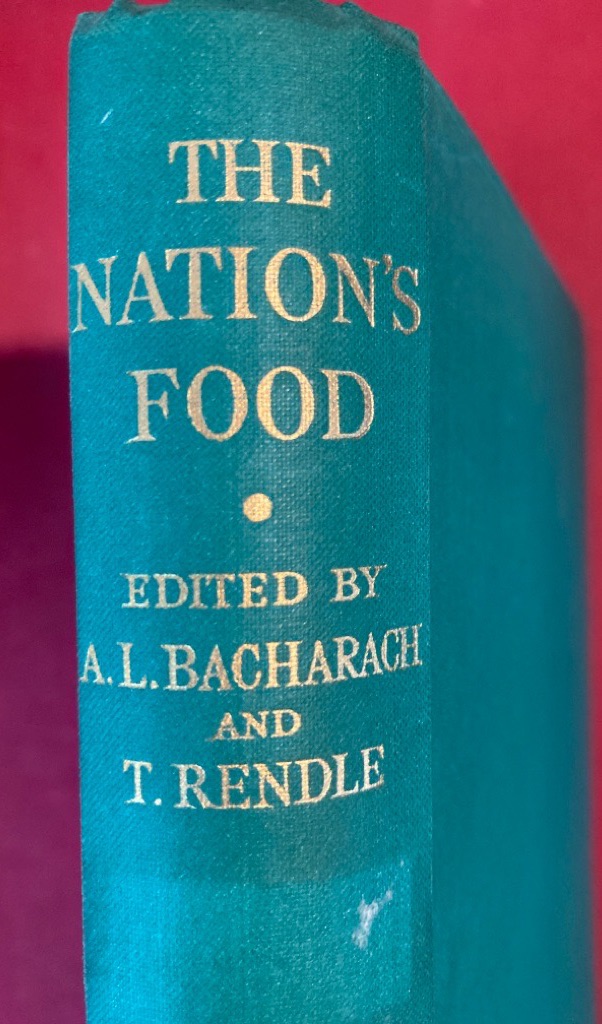 THE
NATION'S
FOOD
EDITED BY
A.L.BACHARACH
AND
T. RENDLE